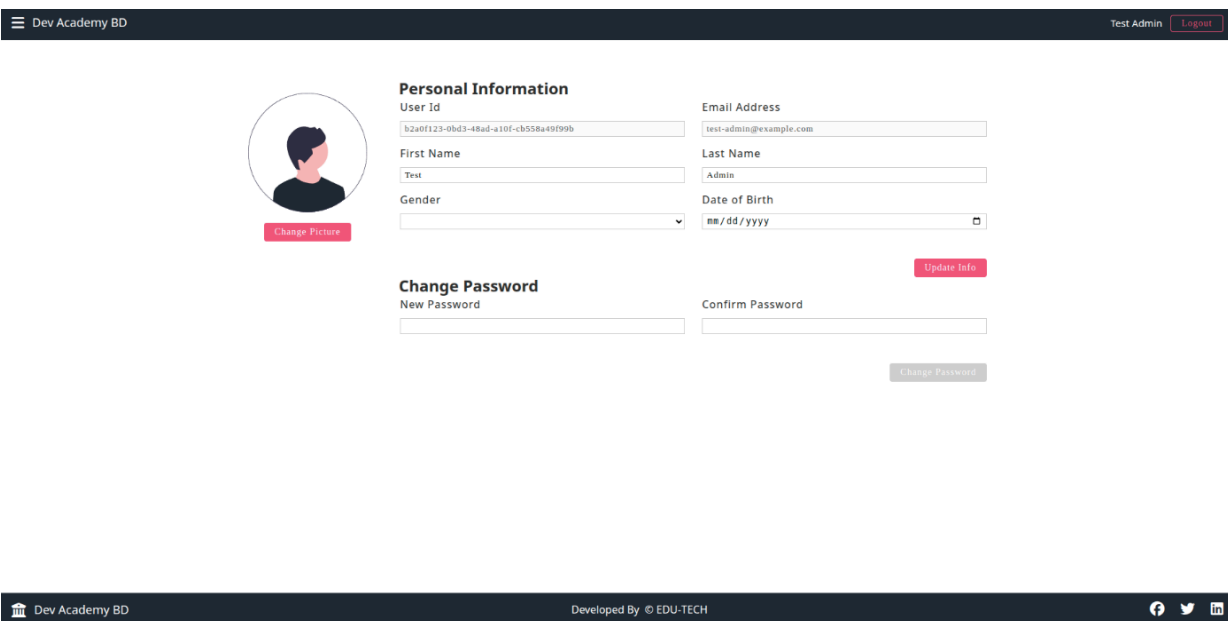 Dev Academy BD
Test Admin Logout
Personal Information
User Id Email Address
b2a0f123-0bd3-48ad-a10f-cb558a49f99b test-admin@example.com
First Name Last Name
Test Admin
Gender Date of Birth
mm/dd/yyyy
Change Picture
Update Info
Change Password
New Password Confirm Password
Change Password
Dev Academy BD Developed By © EDU-TECH